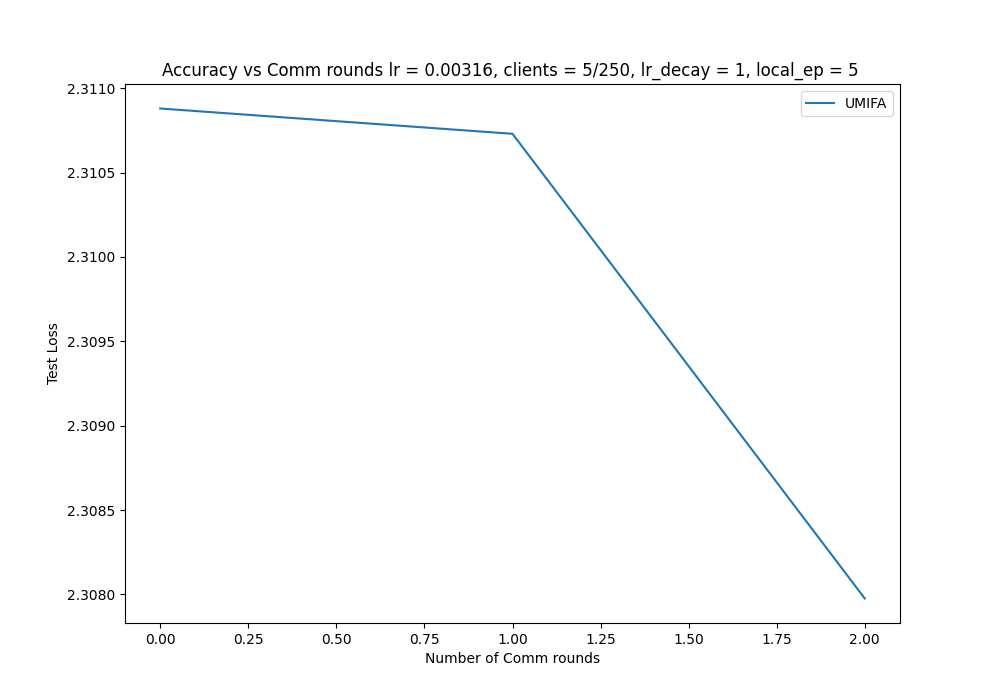 Accuracy vs Comm rounds lr = 0.00316, clients = 5/250, lr_decay = 1, local_ep = 5
UMIFA
2.3110
2.3105
2.3100
2.3095
2.3090
2.3085
2.3080
Test Loss
0.00 0.25 0.50 0.75 1.00 1.25 1.50 1.75 2.00
Number of Comm rounds